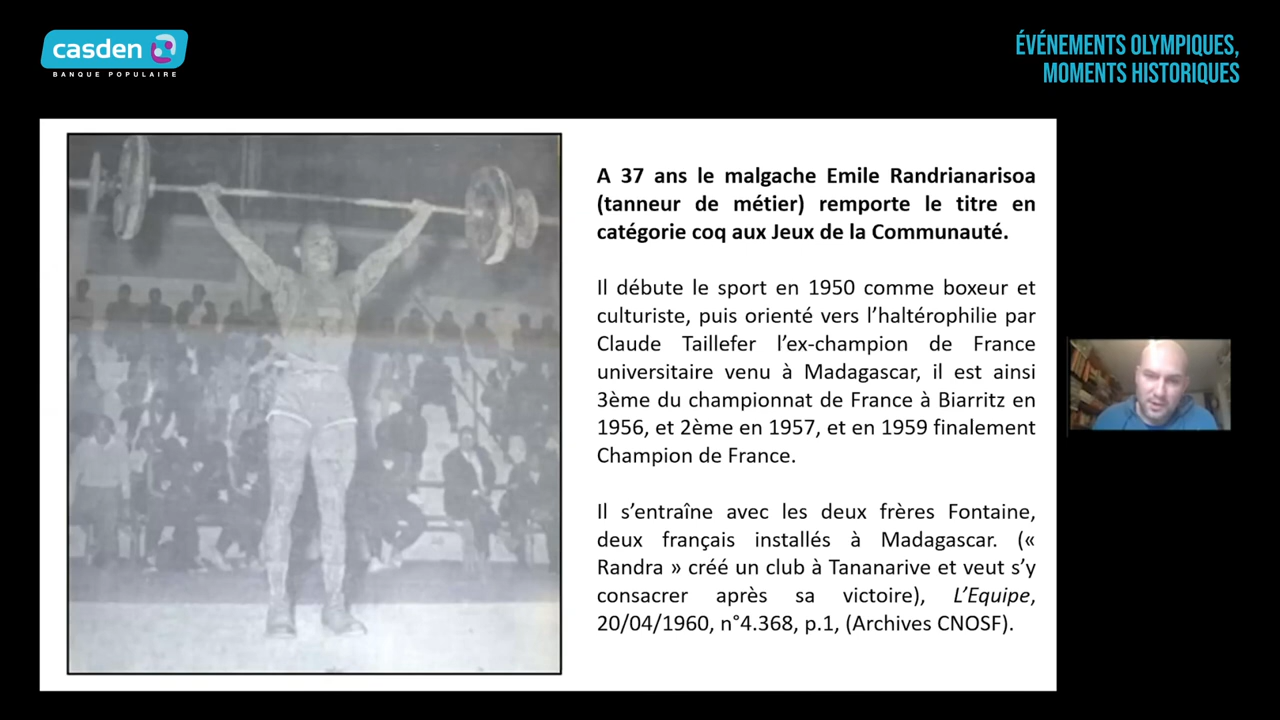 casden
BANQUE POPULAIRE
ÉVÉNEMENTS OLYMPIQUES,
MOMENTS HISTORIQUES
A 37 ans le malgache Emile Randrianarisoa
(tanneur de métier) remporte le titre en
catégorie coq aux Jeux de la Communauté.
Il débute le sport en 1950 comme boxeur et
culturiste, puis orienté vers l’haltérophilie par
Claude Taillefer l’ex-champion de France
universitaire venu à Madagascar, il est ainsi
3ème du championnat de France à Biarritz en
1956, et 2ème en 1957, et en 1959 finalement
Champion de France.
Il s’entraîne avec les deux frères Fontaine,
deux français installés à Madagascar. («
Randra » créé un club à Tananarive et veut s’y
consacrer après sa victoire), L’Equipe,
20/04/1960, n°4.368, p.1, (Archives CNOSF).